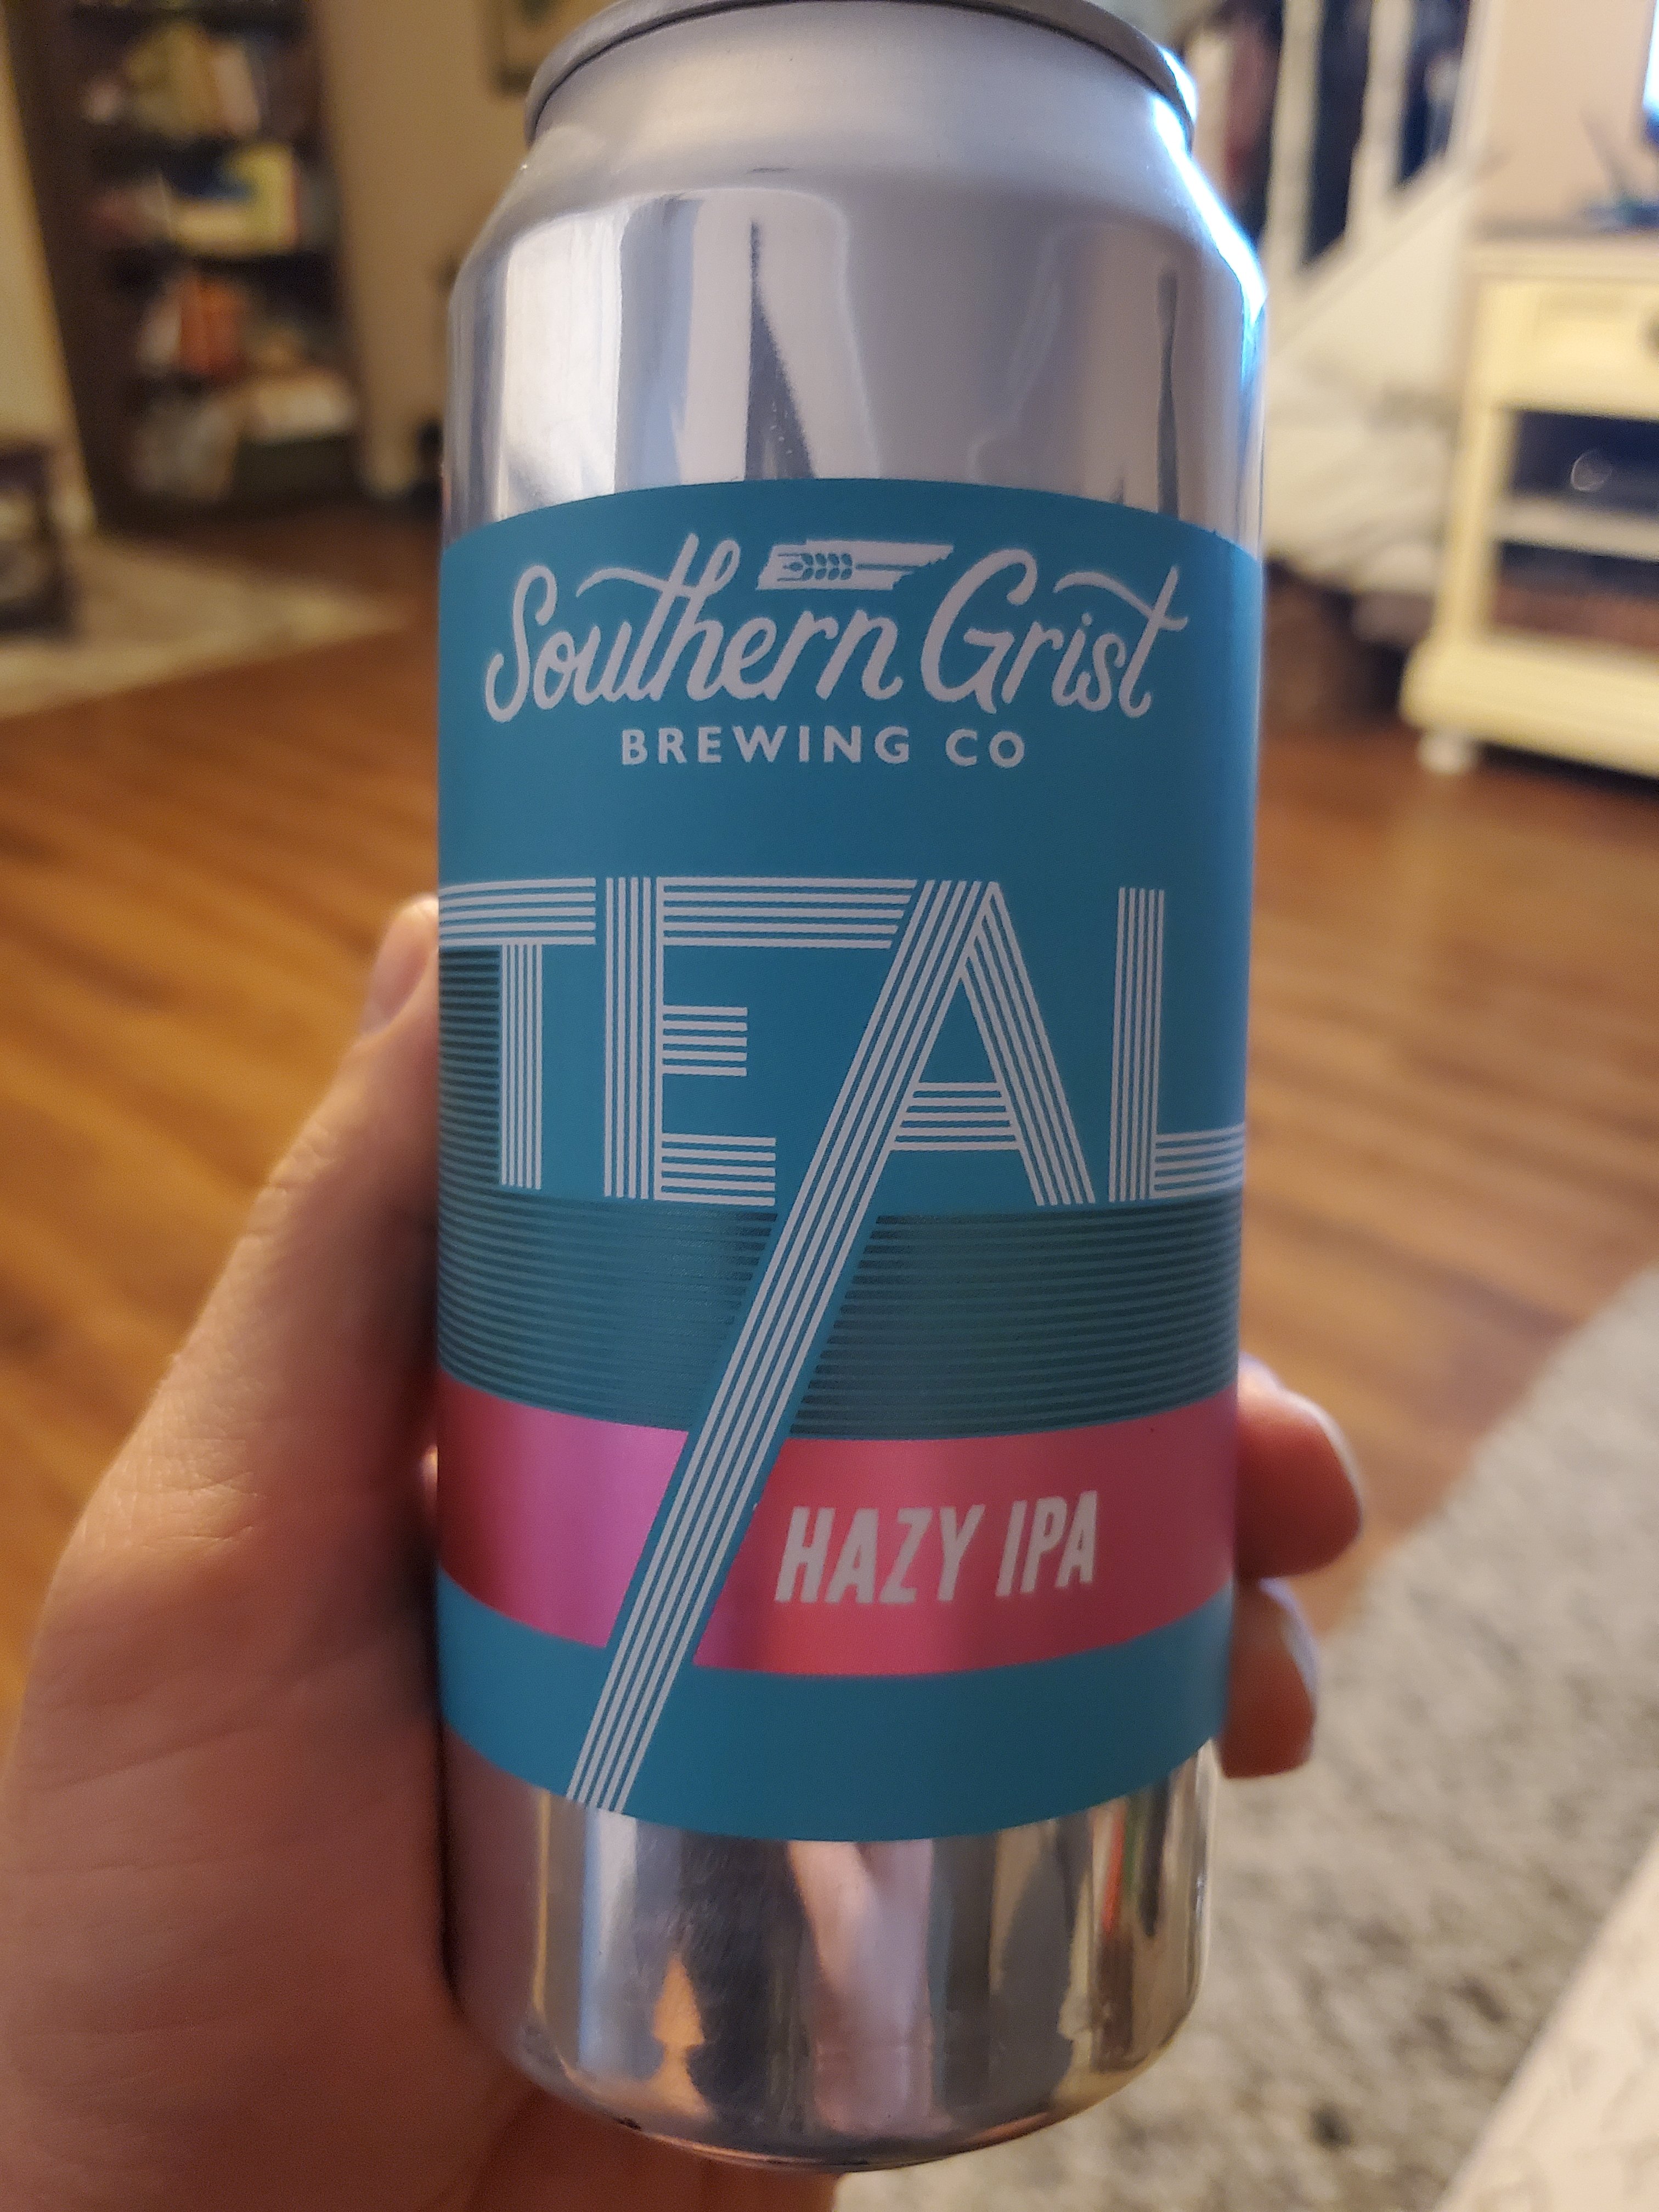 Southern Grist
BREWING CO
TEAL
HAZY IPA